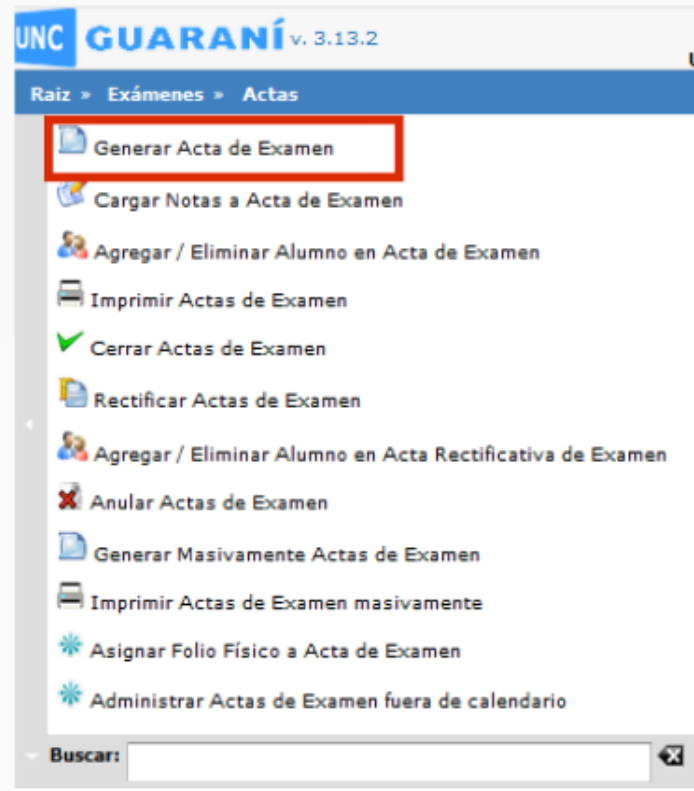 UNC GUARANÍ v. 3.13.2
Raiz » Exámenes » Actas
Generar Acta de Examen
Cargar Notas a Acta de Examen
Agregar / Eliminar Alumno en Acta de Examen
Imprimir Actas de Examen
Cerrar Actas de Examen
Rectificar Actas de Examen
Agregar / Eliminar Alumno en Acta Rectificativa de Examen
Anular Actas de Examen
Generar Masivamente Actas de Examen
Imprimir Actas de Examen masivamente
Asignar Folio Físico a Acta de Examen
Administrar Actas de Examen fuera de calendario
Buscar: